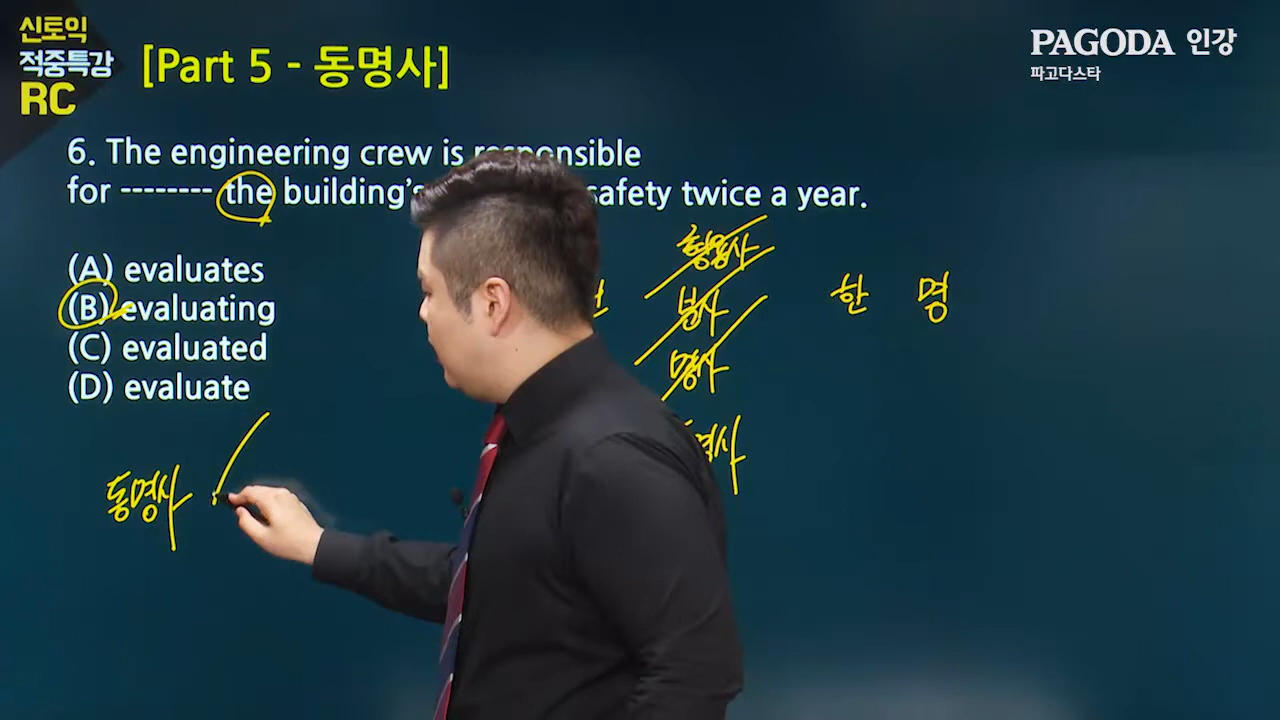 신토익
적중특강
RC
[Part 5 - 동명사]
PAGODA 인강
파고다스타
6. The engineering crew is responsible
for -------- the building's safety twice a year.
(A) evaluates
(B) evaluating
(C) evaluated
(D) evaluate
형용사
부사
명사
한 명
동명사